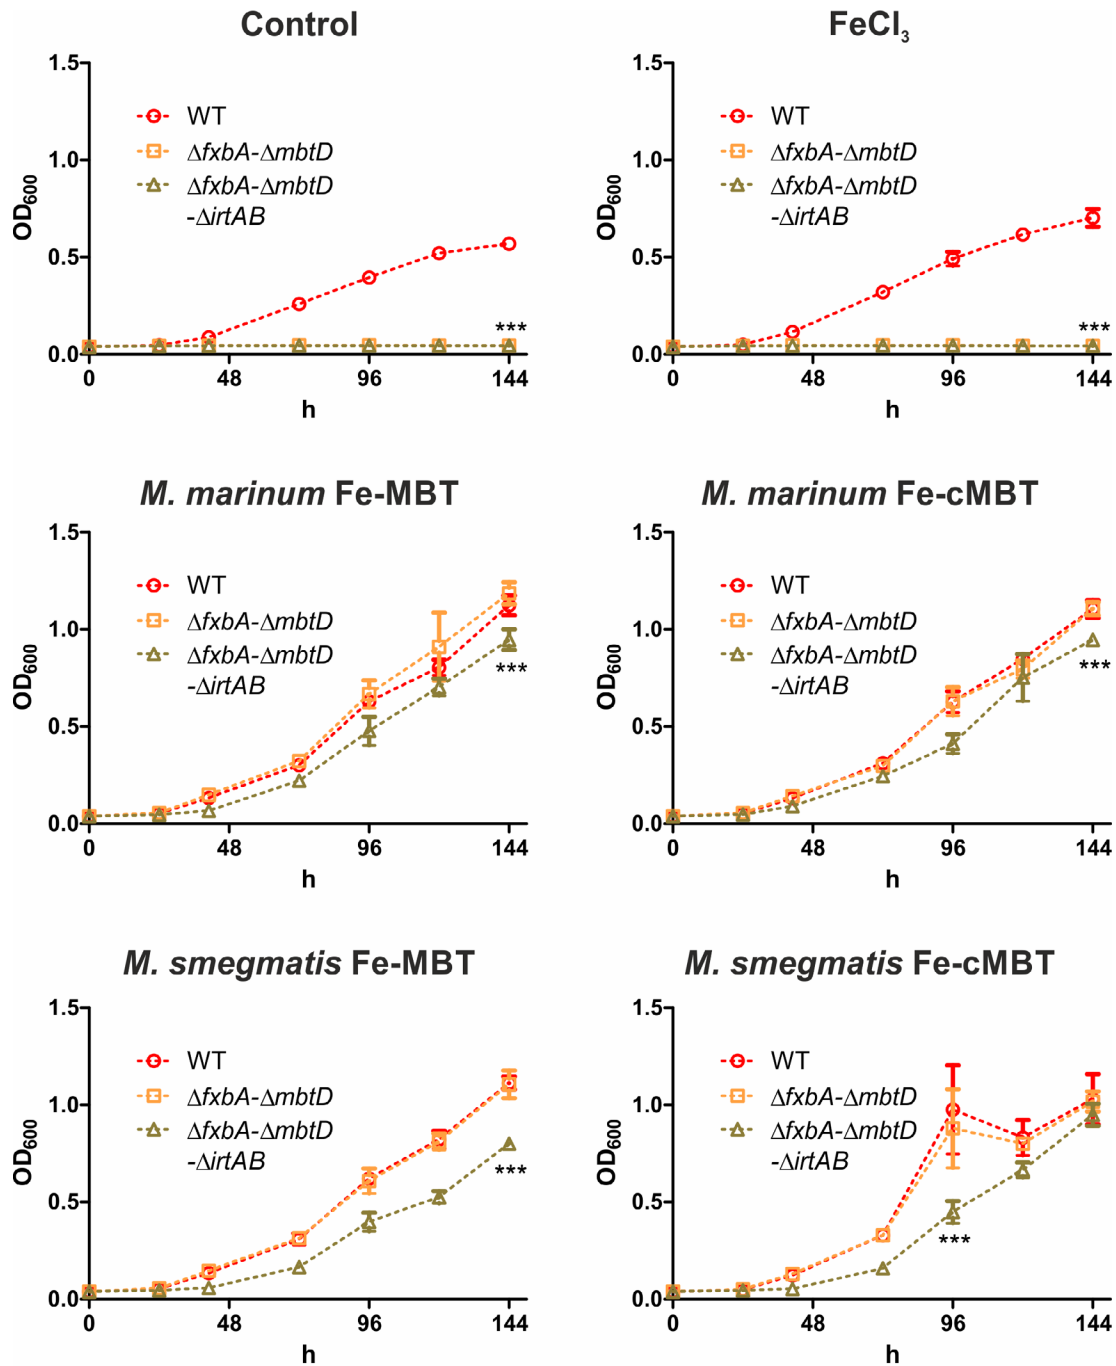 Control
1.5
1.0
0.5
0.0
OD600
WT
ΔfxbA-ΔmbtD
ΔfxbA-ΔmbtD
-ΔirtAB
***
0 48 96 144
h
FeCl3
1.5
1.0
0.5
0.0
OD600
WT
ΔfxbA-ΔmbtD
ΔfxbA-ΔmbtD
-ΔirtAB
***
0 48 96 144
h
M. marinum Fe-MBT
1.5
1.0
0.5
0.0
OD600
WT
ΔfxbA-ΔmbtD
ΔfxbA-ΔmbtD
-ΔirtAB
***
0 48 96 144
h
M. marinum Fe-cMBT
1.5
1.0
0.5
0.0
OD600
WT
ΔfxbA-ΔmbtD
ΔfxbA-ΔmbtD
-ΔirtAB
***
0 48 96 144
h
M. smegmatis Fe-MBT
1.5
1.0
0.5
0.0
OD600
WT
ΔfxbA-ΔmbtD
ΔfxbA-ΔmbtD
-ΔirtAB
***
0 48 96 144
h
M. smegmatis Fe-cMBT
1.5
1.0
0.5
0.0
OD600
WT
ΔfxbA-ΔmbtD
ΔfxbA-ΔmbtD
-ΔirtAB
***
0 48 96 144
h